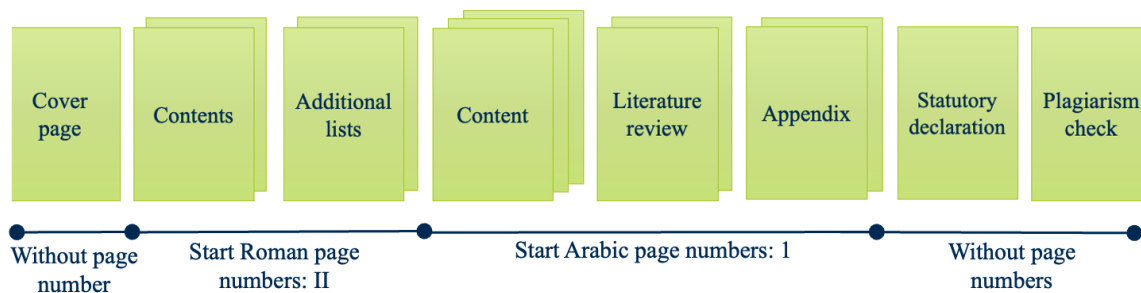 Cover
page
Contents
Additional
lists
Content
Literature
review
Appendix
Statutory
declaration
Plagiarism
check
Without page
number
Start Roman page
numbers: II
Start Arabic page numbers: 1
Without page
numbers